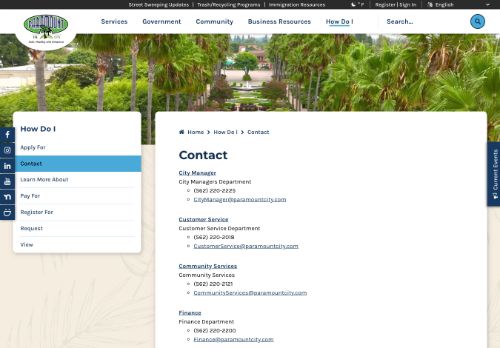 Street Sweeping Updates | Trash/Recycling Programs | Immigration Resources
° F | Register | Sign In | English
PARAMOUNT
Services Government Community Business Resources How Do I Search...
How Do I
Apply For
Contact
Learn More About
Pay For
Register For
Request
View
Home > How Do I > Contact
Contact
City Manager
City Managers Department
(562) 220-2225
CityManager@paramountcity.com
Customer Service
Customer Service Department
(562) 220-2018
CustomerService@paramountcity.com
Community Services
Community Services
(562) 220-2121
CommunityServices@paramountcity.com
Finance
Finance Department
(562) 220-2200
Finance@paramountcity.com
Current Events